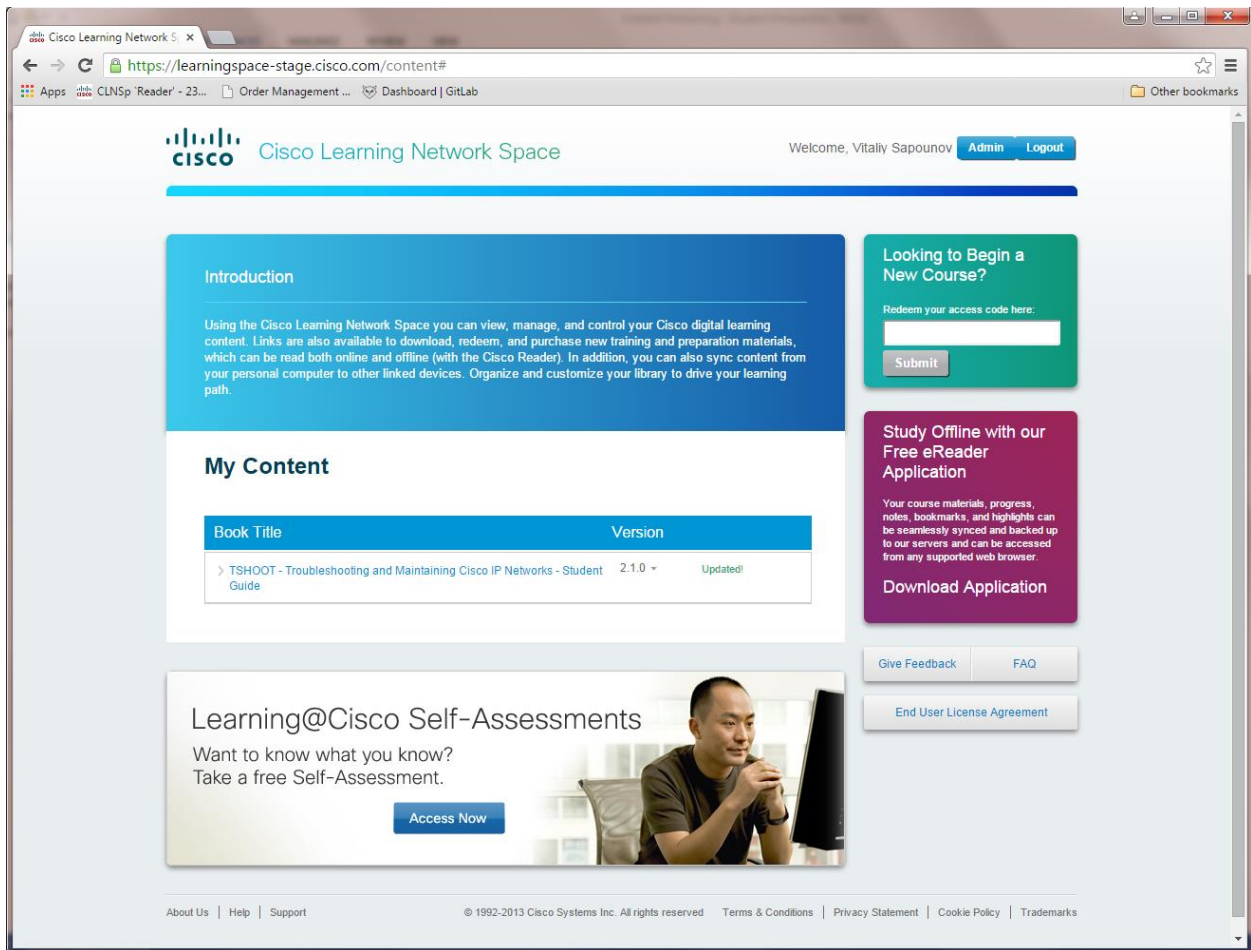 Cisco Learning Network S
https://learningspace-stage.cisco.com/content#
Apps CLNSp 'Reader' - 23... Order Management ... Dashboard | GitLab Other bookmarks
CISCO Cisco Learning Network Space
Welcome, Vitaliy Sapounov Admin Logout
Introduction
Using the Cisco Learning Network Space you can view, manage, and control your Cisco digital learning
content. Links are also available to download, redeem, and purchase new training and preparation materials,
which can be read both online and offline (with the Cisco Reader). In addition, you can also sync content from
your personal computer to other linked devices. Organize and customize your library to drive your learning
path.
Looking to Begin a
New Course?
Redeem your access code here:
Submit
My Content
Book Title Version
TSHOOT - Troubleshooting and Maintaining Cisco IP Networks - Student 2.1.0 Updated!
Guide
Study Offline with our
Free eReader
Application
Your course materials, progress,
notes, bookmarks, and highlights can
be seamlessly synced and backed up
to our servers and can be accessed
from any supported web browser.
Download Application
Give Feedback FAQ
End User License Agreement
Learning@Cisco Self-Assessments
Want to know what you know?
Take a free Self-Assessment.
Access Now
About Us | Help | Support © 1992-2013 Cisco Systems Inc. All rights reserved Terms & Conditions | Privacy Statement | Cookie Policy | Trademarks